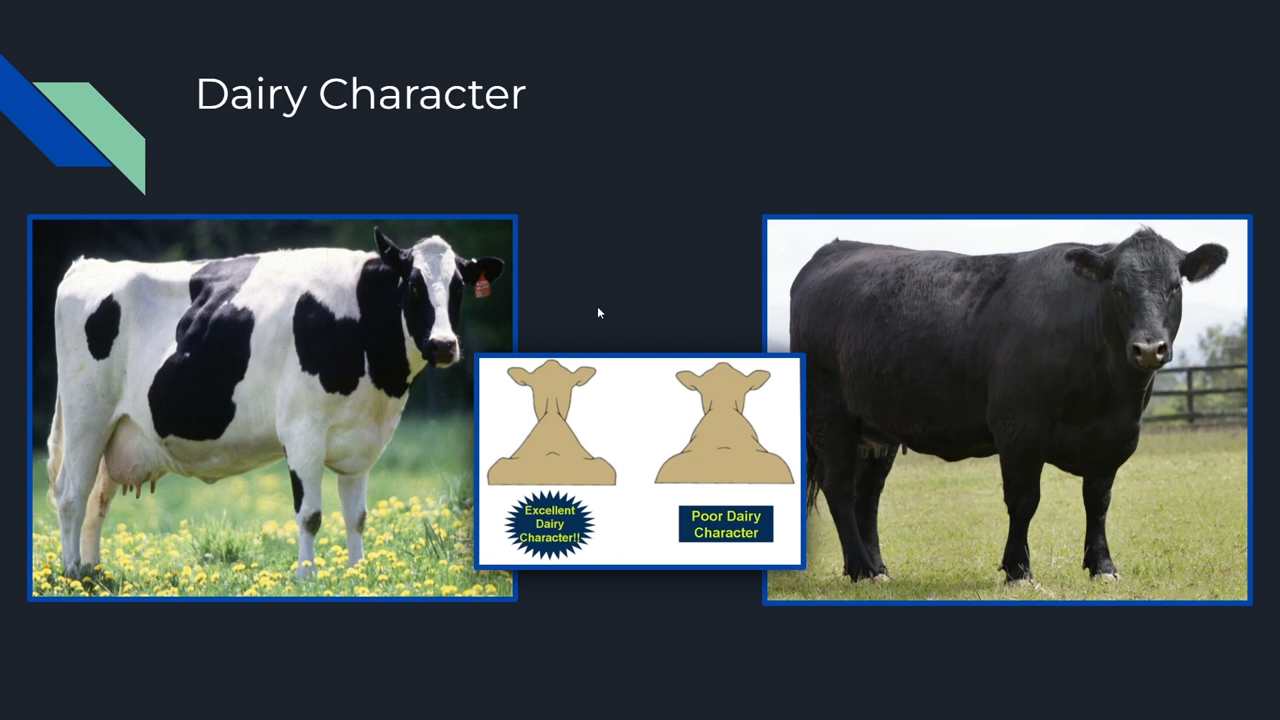 Dairy Character
Excellent
Dairy
Character!!
Poor Dairy
Character